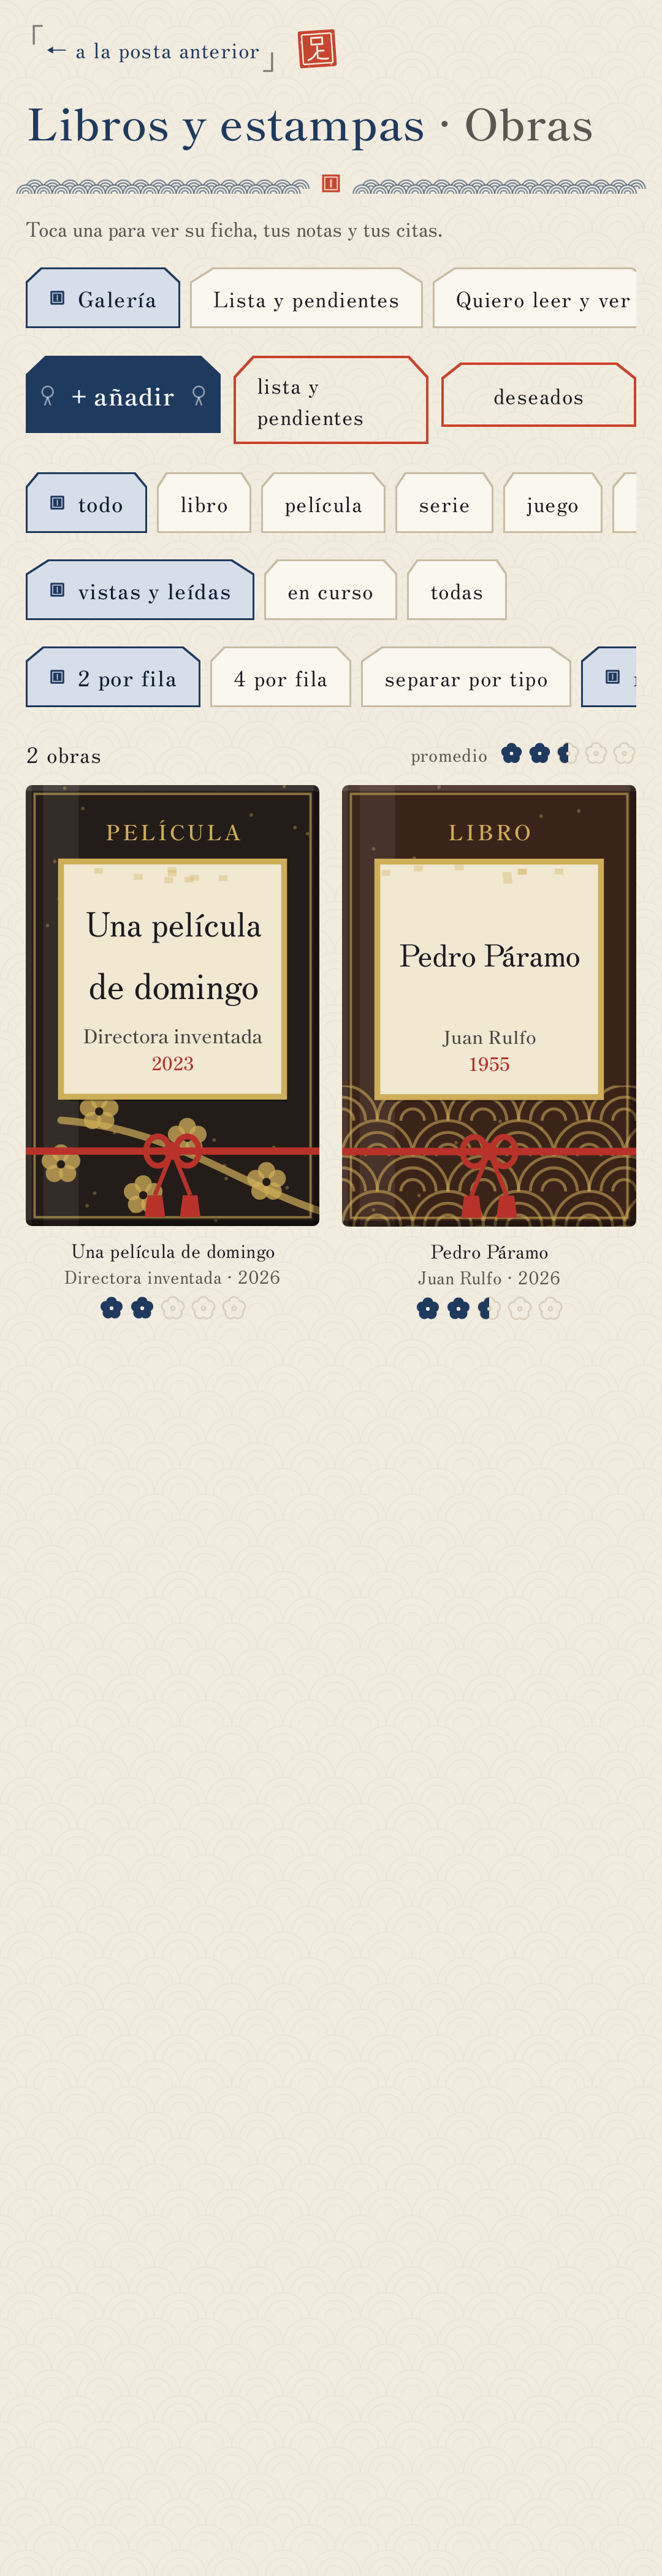 ← a la posta anterior
Libros y estampas · Obras
Toca una para ver su ficha, tus notas y tus citas.
Galería
Lista y pendientes
Quiero leer y ver
+ añadir
lista y
pendientes
deseados
todo
libro
película
serie
juego
vistas y leídas
en curso
todas
2 por fila
4 por fila
separar por tipo
2 obras
promedio
PELÍCULA
Una película
de domingo
Directora inventada
2023
LIBRO
Pedro Páramo
Juan Rulfo
1955
Una película de domingo
Directora inventada · 2026
Pedro Páramo
Juan Rulfo · 2026